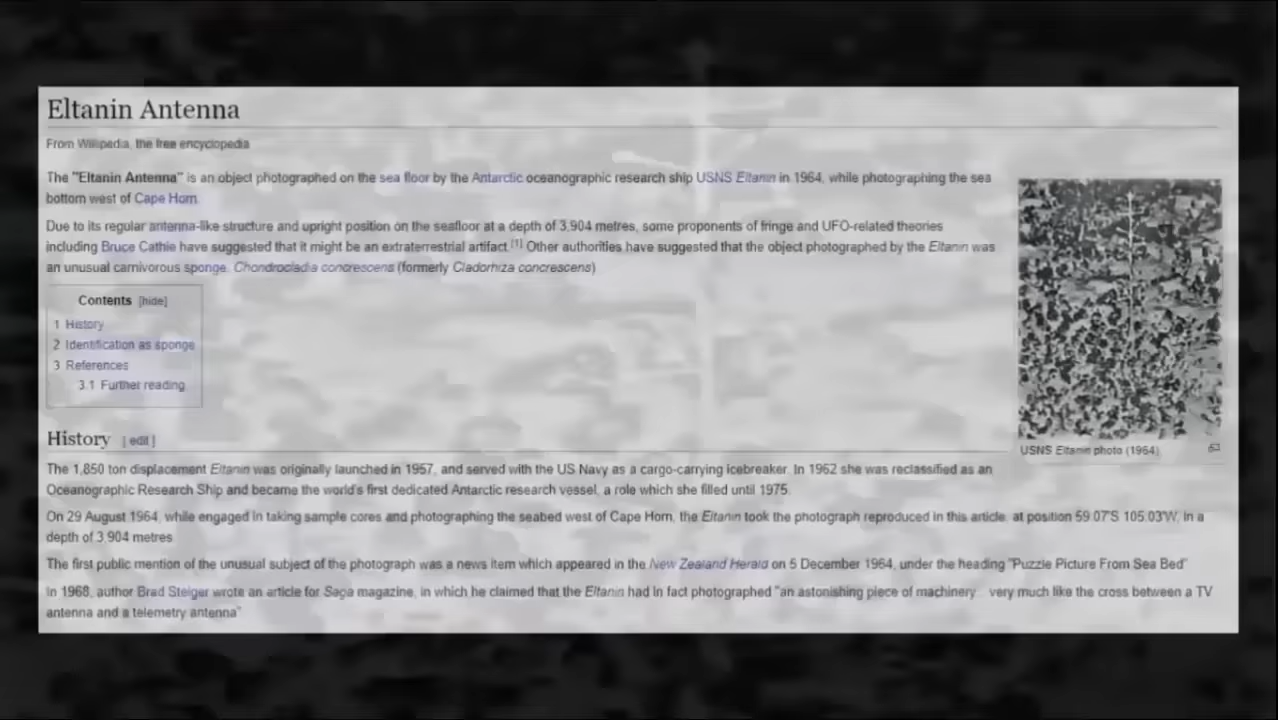 Eltanin Antenna
From Wikipedia, the free encyclopedia
The "Eltanin Antenna" is an object photographed on the sea floor by the Antarctic oceanographic research ship USNS Eltanin in 1964, while photographing the sea
bottom west of Cape Horn.
Due to its regular antenna-like structure and upright position on the seafloor at a depth of 3,904 metres, some proponents of fringe and UFO-related theories
including Bruce Cathie have suggested that it might be an extraterrestrial artifact.[1] Other authorities have suggested that the object photographed by the Eltanin was
an unusual carnivorous sponge, Chondrocladia concrescens (formerly Cladorhiza concrescens)
Contents [hide]
1 History
2 Identification as sponge
3 References
3.1 Further reading
USNS Eltanin photo (1964)
History [ edit ]
The 1,850 ton displacement Eltanin was originally launched in 1957, and served with the US Navy as a cargo-carrying icebreaker. In 1962 she was reclassified as an
Oceanographic Research Ship and became the world's first dedicated Antarctic research vessel, a role which she filled until 1975.
On 29 August 1964, while engaged in taking sample cores and photographing the seabed west of Cape Horn, the Eltanin took the photograph reproduced in this article, at position 59:07'S 105:03'W, in a
depth of 3,904 metres
The first public mention of the unusual subject of the photograph was a news item which appeared in the New Zealand Herald on 5 December 1964, under the heading "Puzzle Picture From Sea Bed"
In 1968, author Brad Steiger wrote an article for Saga magazine, in which he claimed that the Eltanin had in fact photographed "an astonishing piece of machinery... very much like the cross between a TV
antenna and a telemetry antenna"